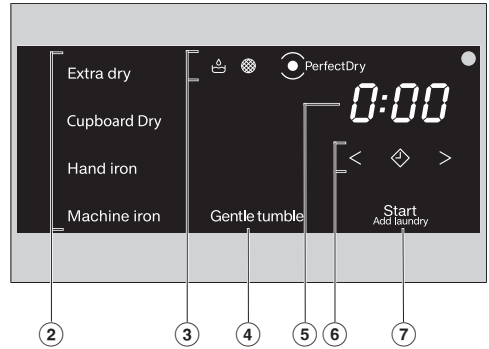 PerfectDry
Extra dry
0:00
Cupboard Dry
< >
Hand iron
Machine iron
Gentle tumble
Start
Add laundry
2 3 4 5 6 7